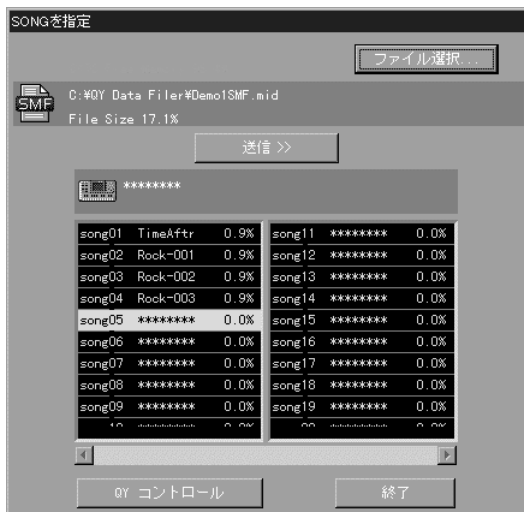 SONGを指定
ファイル選択...
SMF
C:¥QY Data Filer¥Demo1SMF.mid
File Size 17.1%
送信 >>
********
song01 TimeAftr 0.9%
song02 Rock-001 0.9%
song03 Rock-002 0.9%
song04 Rock-003 0.9%
song05 ******** 0.0%
song06 ******** 0.0%
song07 ******** 0.0%
song08 ******** 0.0%
song09 ******** 0.0%
song11 ******** 0.0%
song12 ******** 0.0%
song13 ******** 0.0%
song14 ******** 0.0%
song15 ******** 0.0%
song16 ******** 0.0%
song17 ******** 0.0%
song18 ******** 0.0%
song19 ******** 0.0%
QY コントロール
終了